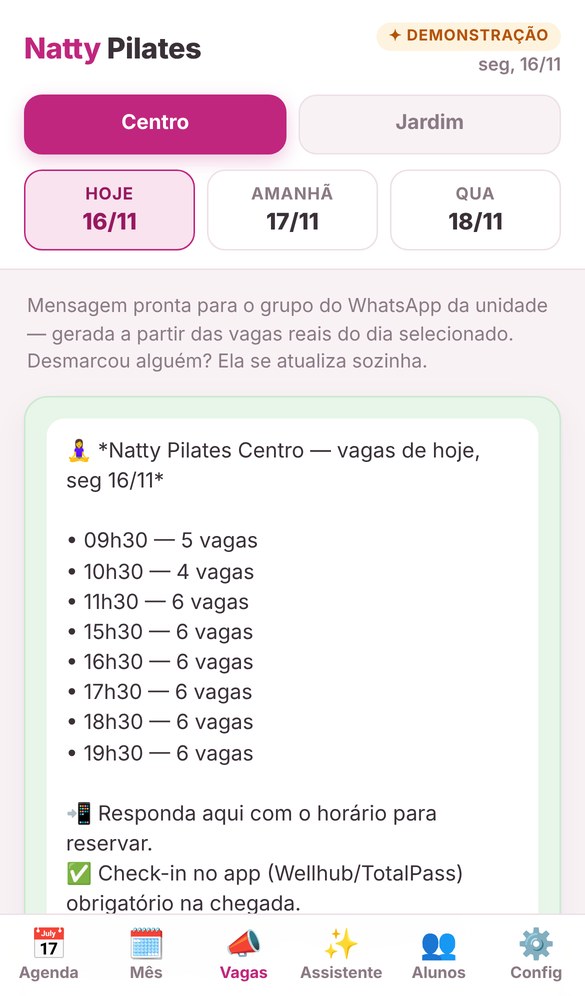 Natty Pilates
✦ DEMONSTRAÇÃO
seg, 16/11
Centro
Jardim
HOJE
16/11
AMANHÃ
17/11
QUA
18/11
Mensagem pronta para o grupo do WhatsApp da unidade
— gerada a partir das vagas reais do dia selecionado.
Desmarcou alguém? Ela se atualiza sozinha.
🧘‍♀️ *Natty Pilates Centro — vagas de hoje,
seg 16/11*
• 09h30 — 5 vagas
• 10h30 — 4 vagas
• 11h30 — 6 vagas
• 15h30 — 6 vagas
• 16h30 — 6 vagas
• 17h30 — 6 vagas
• 18h30 — 6 vagas
• 19h30 — 6 vagas
📲 Responda aqui com o horário para
reservar.
✅ Check-in no app (Wellhub/TotalPass)
obrigatório na chegada.
July
17
Agenda
Mês
Vagas
Assistente
Alunos
Config